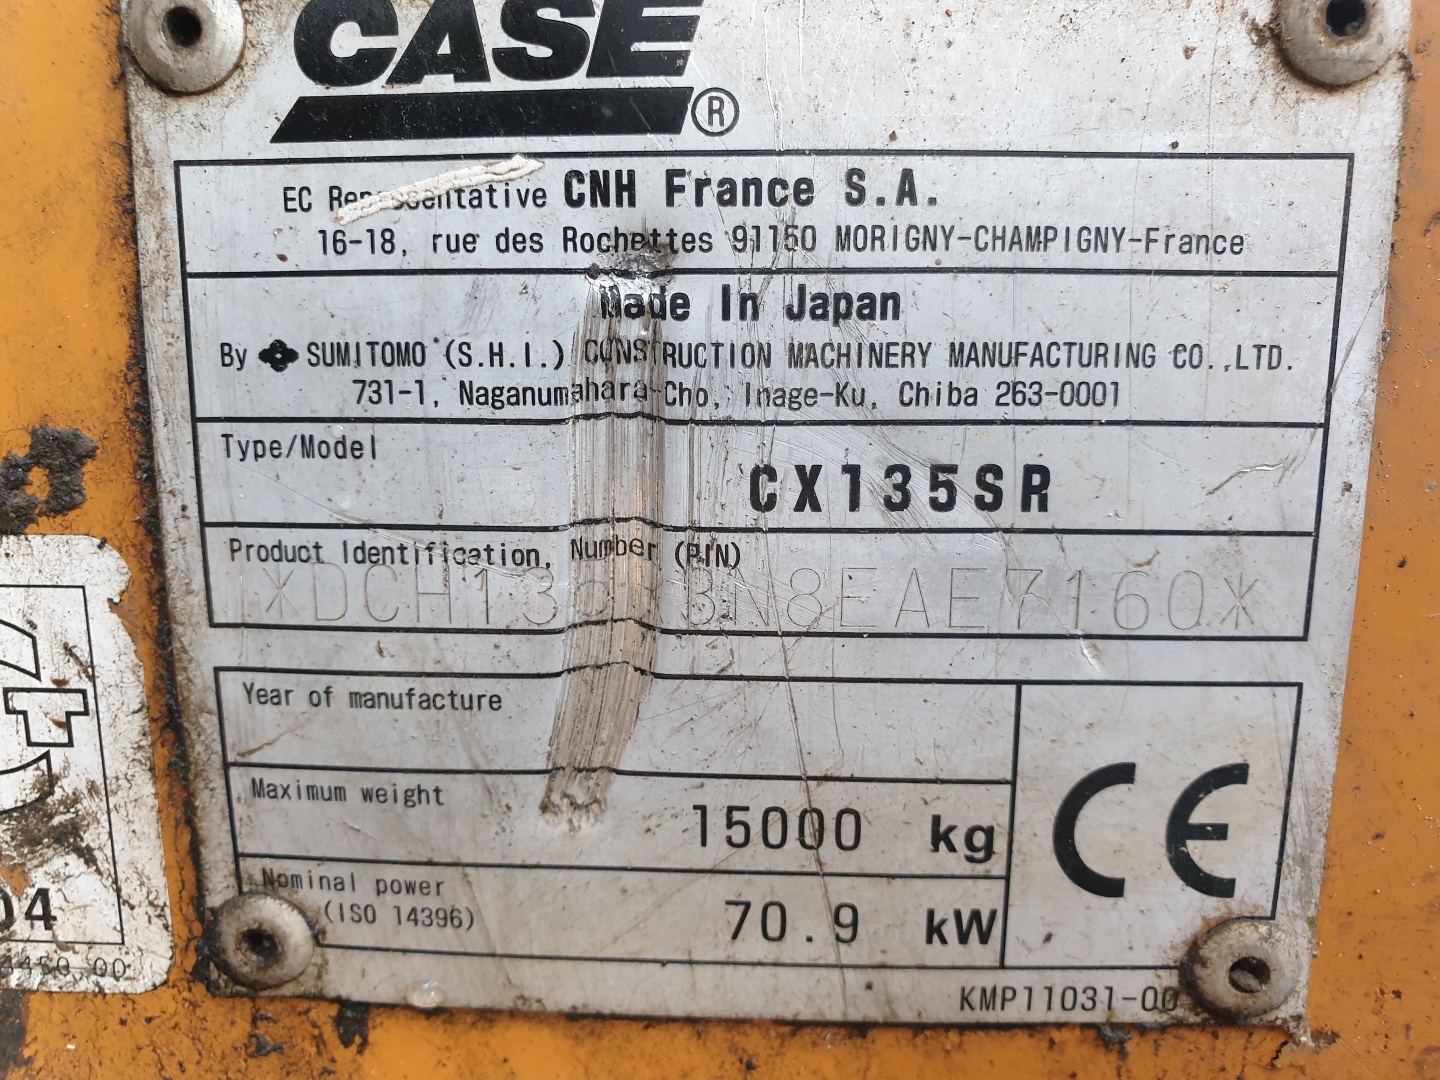 CASE®
EC Representative CNH France S.A.
16-18, rue des Rochettes 91150 MORIGNY-CHAMPIGNY-France
Made In Japan
By SUMITOMO (S.H.I.) CONSTRUCTION MACHINERY MANUFACTURING CO.,LTD.
731-1, Naganumahara-Cho, Inage-Ku, Chiba 263-0001
Type/Model
CX135SR
Product Identification, Number (PIN)
Year of manufacture
Maximum weight
15000 kg
Nominal power
(ISO 14396)
70.9 kW
CE
KMP11031-00
04